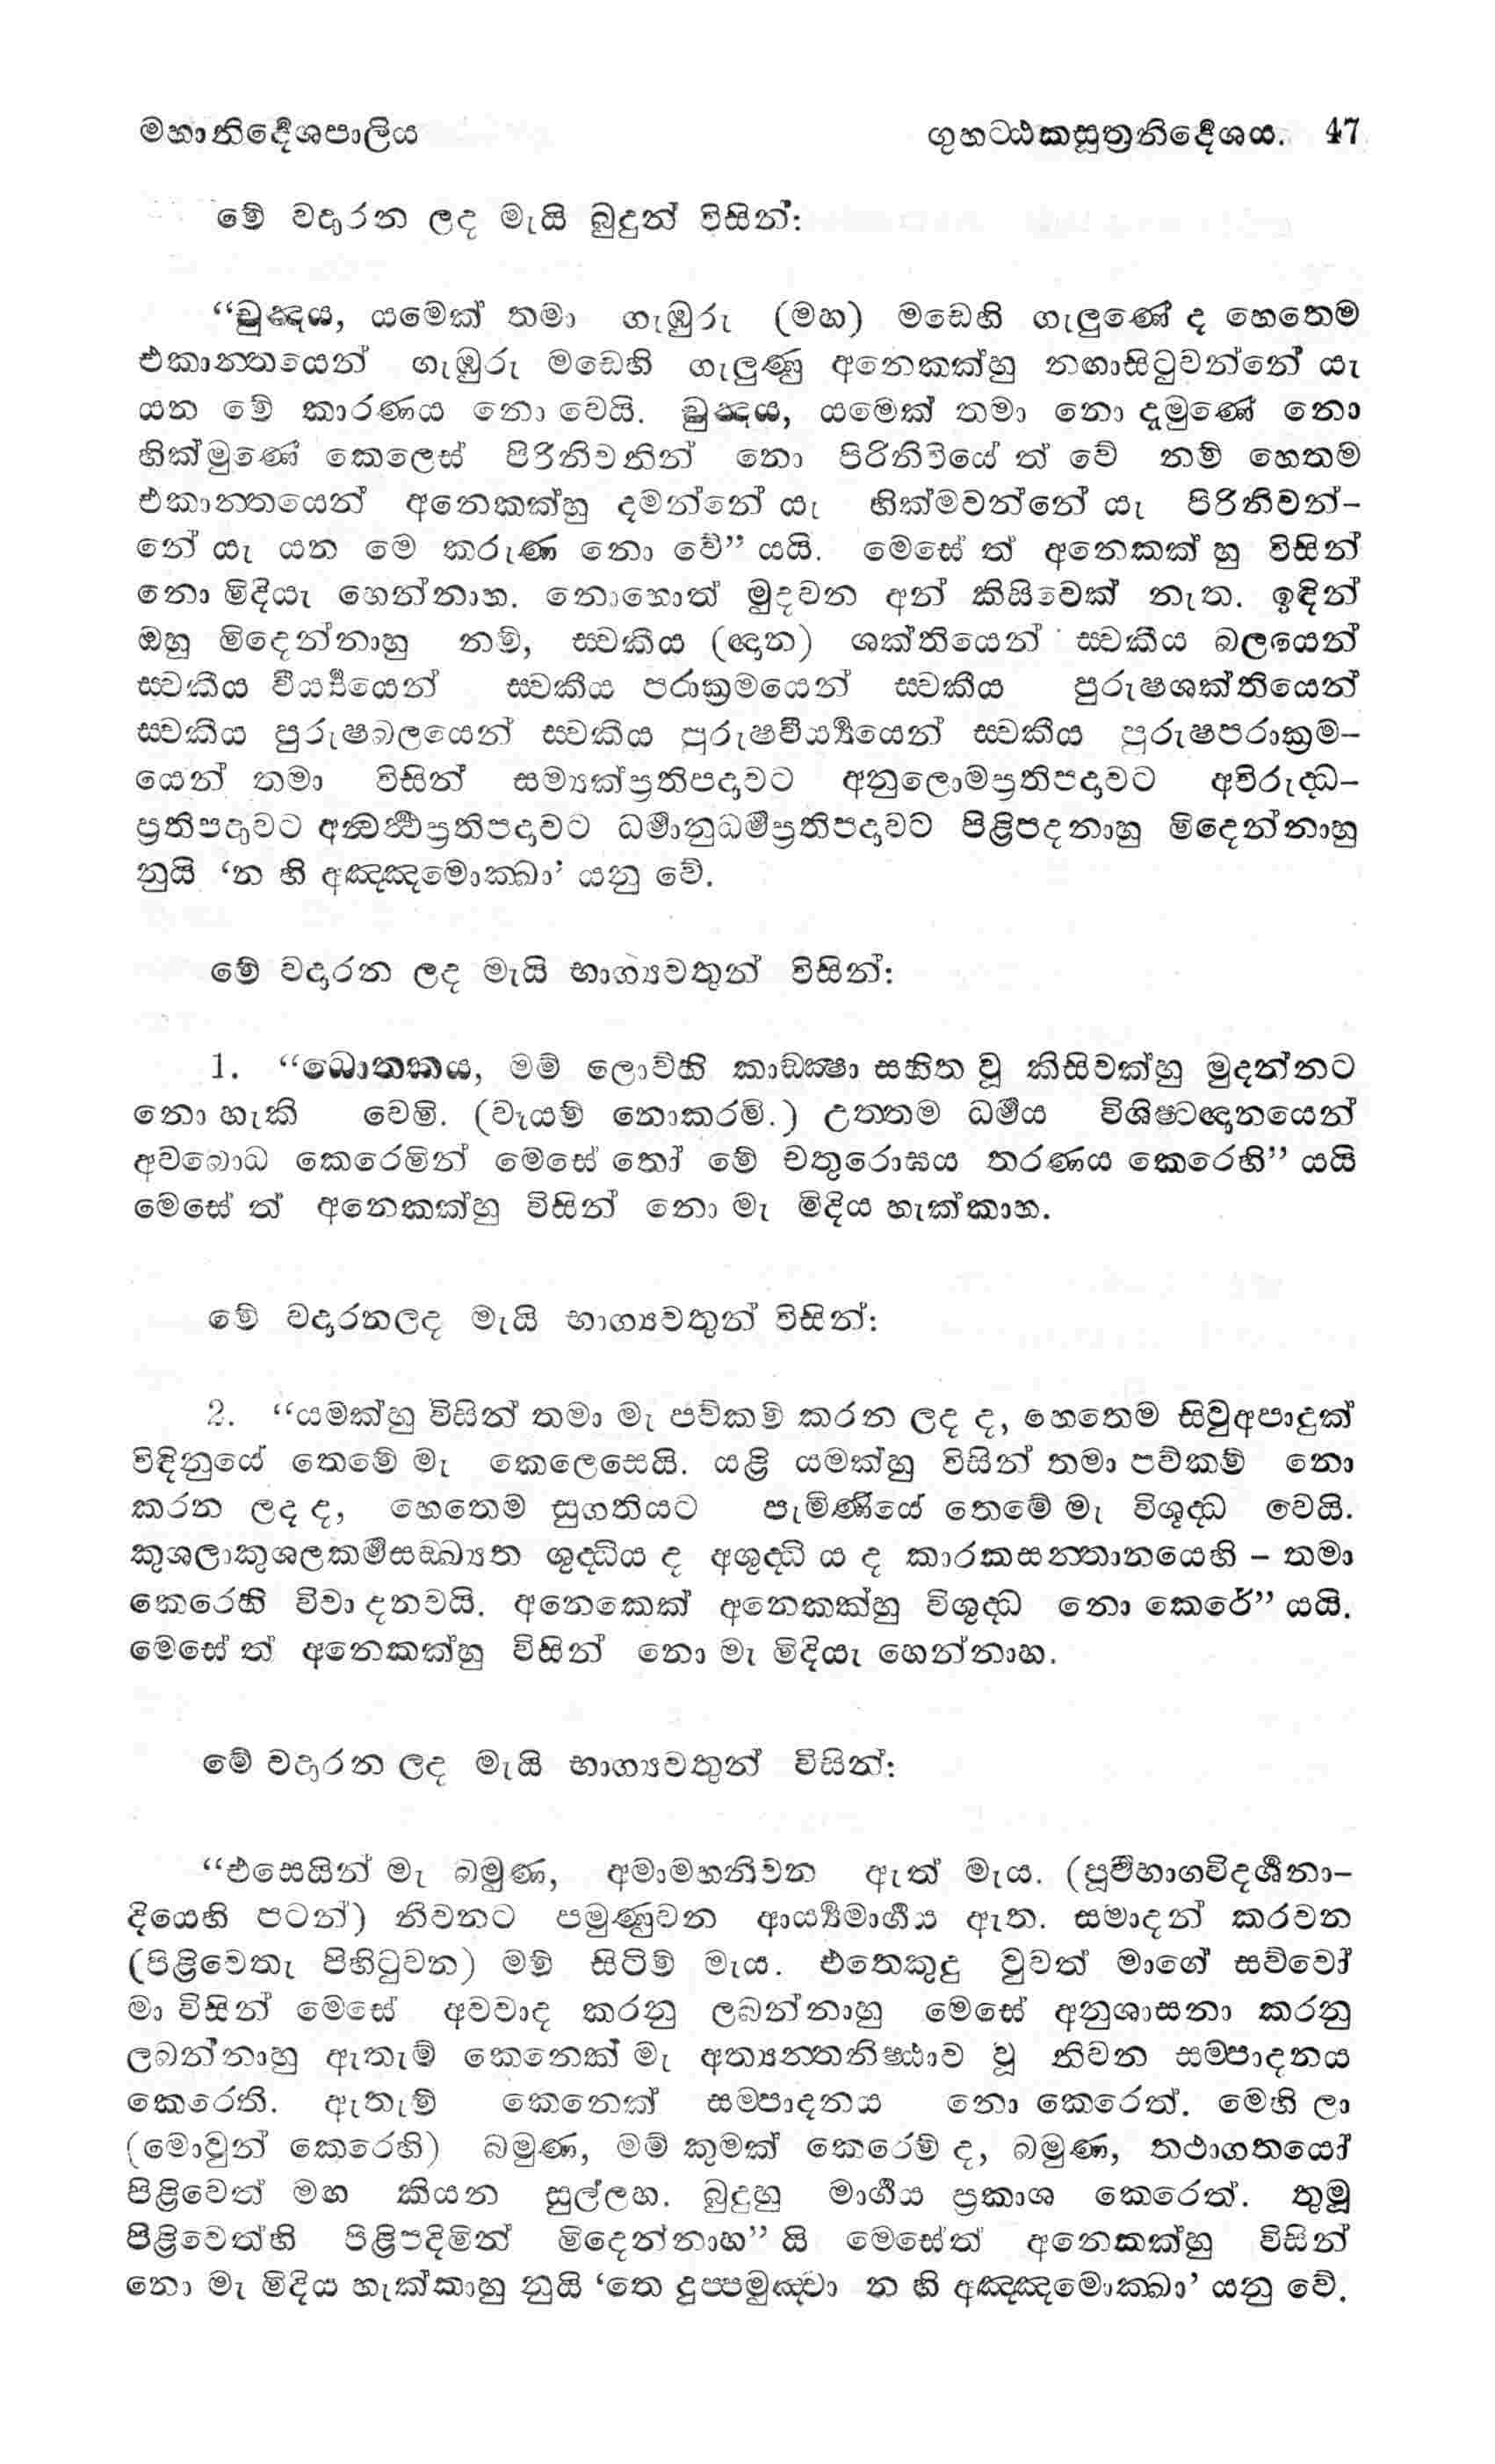 මහානිර්දේශපාලිය ගුහට්ඨකසූත්‍රනිර්දේශය. 47
මේ වදාරන ලද මැයි බුදුන් විසින්:
“චුන්‍දය, යමෙක් තමා ගැඹුරු (මහ) මඩෙහි ගැලුණේ ද හෙතෙම
එකාන්‍තයෙන් ගැඹුරු මඩෙහි ගැලුණු අනෙකක්හු නඟාසිටුවන්නේ යැ
යන මේ කාරණය නො වෙයි. චුන්‍දය, යමෙක් තමා නො දැමුණේ නො
හික්මුණේ කෙලෙස් පිරිනිවනින් නො පිරිනිවියේ ත් වේ නම් හෙතම
එකාන්‍තයෙන් අනෙකක්හු දමන්නේ යැ හික්මවන්නේ යැ පිරිනිවන්-
නේ යැ යන මෙ කරුණ නො වේ” යයි. මෙසේ ත් අනෙකක් හු විසින්
නො මිදියැ හෙන්නාහ. නොහොත් මුදවන අන් කිසිවෙක් නැත. ඉඳින්
ඔහු මිදෙන්නාහු නම්, ස්වකීය (ඥාන) ශක්තියෙන් ස්වකීය බලයෙන්
ස්වකීය වීර්‍ය්‍යයෙන් ස්වකීය පරාක්‍රමයෙන් ස්වකීය පුරුෂශක්තියෙන්
ස්වකීය පුරුෂබලයෙන් ස්වකීය පුරුෂවීර්‍ය්‍යයෙන් ස්වකීය පුරුෂපරාක්‍රම-
යෙන් තමා විසින් සම්‍යක්ප්‍රතිපදාවට අනුලොමප්‍රතිපදාවට අවිරුද්ධ-
ප්‍රතිපදාවට අන්වර්ථප්‍රතිපදාවට ධර්මානුධර්මප්‍රතිපදාවට පිළිපදනාහු මිදෙන්නාහු
නුයි ‘න හි අඤ්ඤමොක්ඛා’ යනු වේ.
මේ වදාරන ලද මැයි භාග්‍යවතුන් විසින්:
1. “ධොතකය, මම් ලොව්හි කාඞ්ක්‍ෂා සහිත වූ කිසිවක්හු මුදන්නට
නො හැකි වෙමි. (වෑයම් නොකරමි.) උත්තම ධර්මය විශිෂ්ටඥානයෙන්
අවබොධ කෙරෙමින් මෙසේ තෝ මේ චතුරොඝය තරණය කෙරෙහි” යයි
මෙසේ ත් අනෙකක්හු විසින් නො මැ මිදිය හැක්කාහ.
මේ වදාරනලද මැයි භාග්‍යවතුන් විසින්:
2. “යමක්හු විසින් තමා මැ පව්කම් කරන ලද ද, හෙතෙම සිවුඅපාදුක්
විඳිනුයේ තෙමේ මැ කෙලෙසෙයි. යළි යමක්හු විසින් තමා පව්කම් නො
කරන ලද ද, හෙතෙම සුගතියට පැමිණියේ තෙමේ මැ විශුද්ධ වෙයි.
කුශලාකුශලකර්මසඞ්ඛ්‍යාත ශුද්ධිය ද අශුද්ධි ය ද කාරකසන්තානයෙහි – තමා
කෙරෙහි විවා දනවයි. අනෙකෙක් අනෙකක්හු විශුද්ධ නො කෙරේ” යයි.
මෙසේ ත් අනෙකක්හු විසින් නො මැ මිදියැ හෙන්නාහ.
මේ වදාරන ලද මැයි භාග්‍යවතුන් විසින්:
“එසෙයින් මැ බමුණ, අමාමහනිවන ඇත් මැය. (පූර්වභාගවිදර්ශනා-
දියෙහි පටන්) නිවනට පමුණුවන ආර්‍ය්‍යමාර්ගය ඇත. සමාදන් කරවන
(පිළිවෙතැ පිහිටුවන) මම් සිටිම් මැය. එතෙකුදු වුවත් මාගේ සව්වෝ
මා විසින් මෙසේ අවවාද කරනු ලබන්නාහු මෙසේ අනුශාසනා කරනු
ලබන්නාහු ඇතැම් කෙනෙක් මැ අත්‍යන්තනිෂ්ඨාව වූ නිවන සම්පාදනය
කෙරෙති. ඇතැම් කෙනෙක් සම්පාදනය නො කෙරෙත්. මෙහි ලා
(මොවුන් කෙරෙහි) බමුණ, මම් කුමක් කෙරෙම් ද, බමුණ, තථාගතයෝ
පිළිවෙත් මහ කියන සුල්ලහ. බුදුහු මාර්ගය ප්‍රකාශ කෙරෙත්. තුමූ
පිළිවෙත්හි පිළිපදිමින් මිදෙන්නාහ” යි මෙසේත් අනෙකක්හු විසින්
නො මැ මිදිය හැක්කාහු නුයි ‘තෙ දුප්පමුඤ්චා න හි අඤ්ඤමොක්ඛා’ යනු වේ.